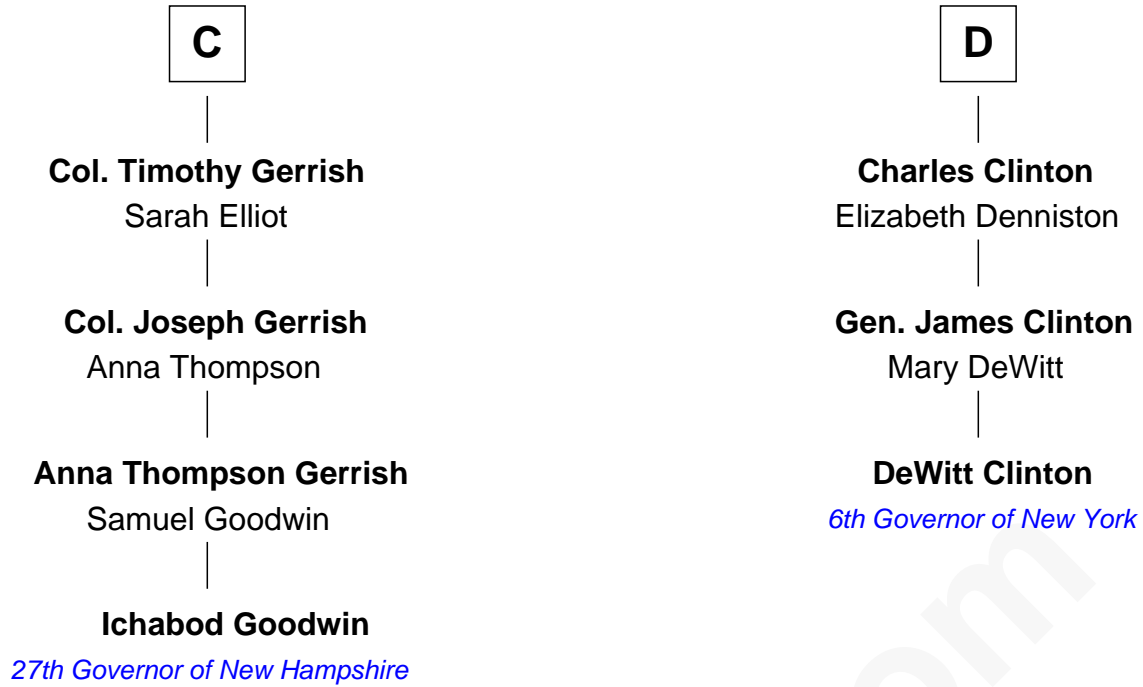 C
Col. Timothy Gerrish
Sarah Elliot
Col. Joseph Gerrish
Anna Thompson
Anna Thompson Gerrish
Samuel Goodwin
Ichabod Goodwin
27th Governor of New Hampshire
D
Charles Clinton
Elizabeth Denniston
Gen. James Clinton
Mary DeWitt
DeWitt Clinton
6th Governor of New York
om